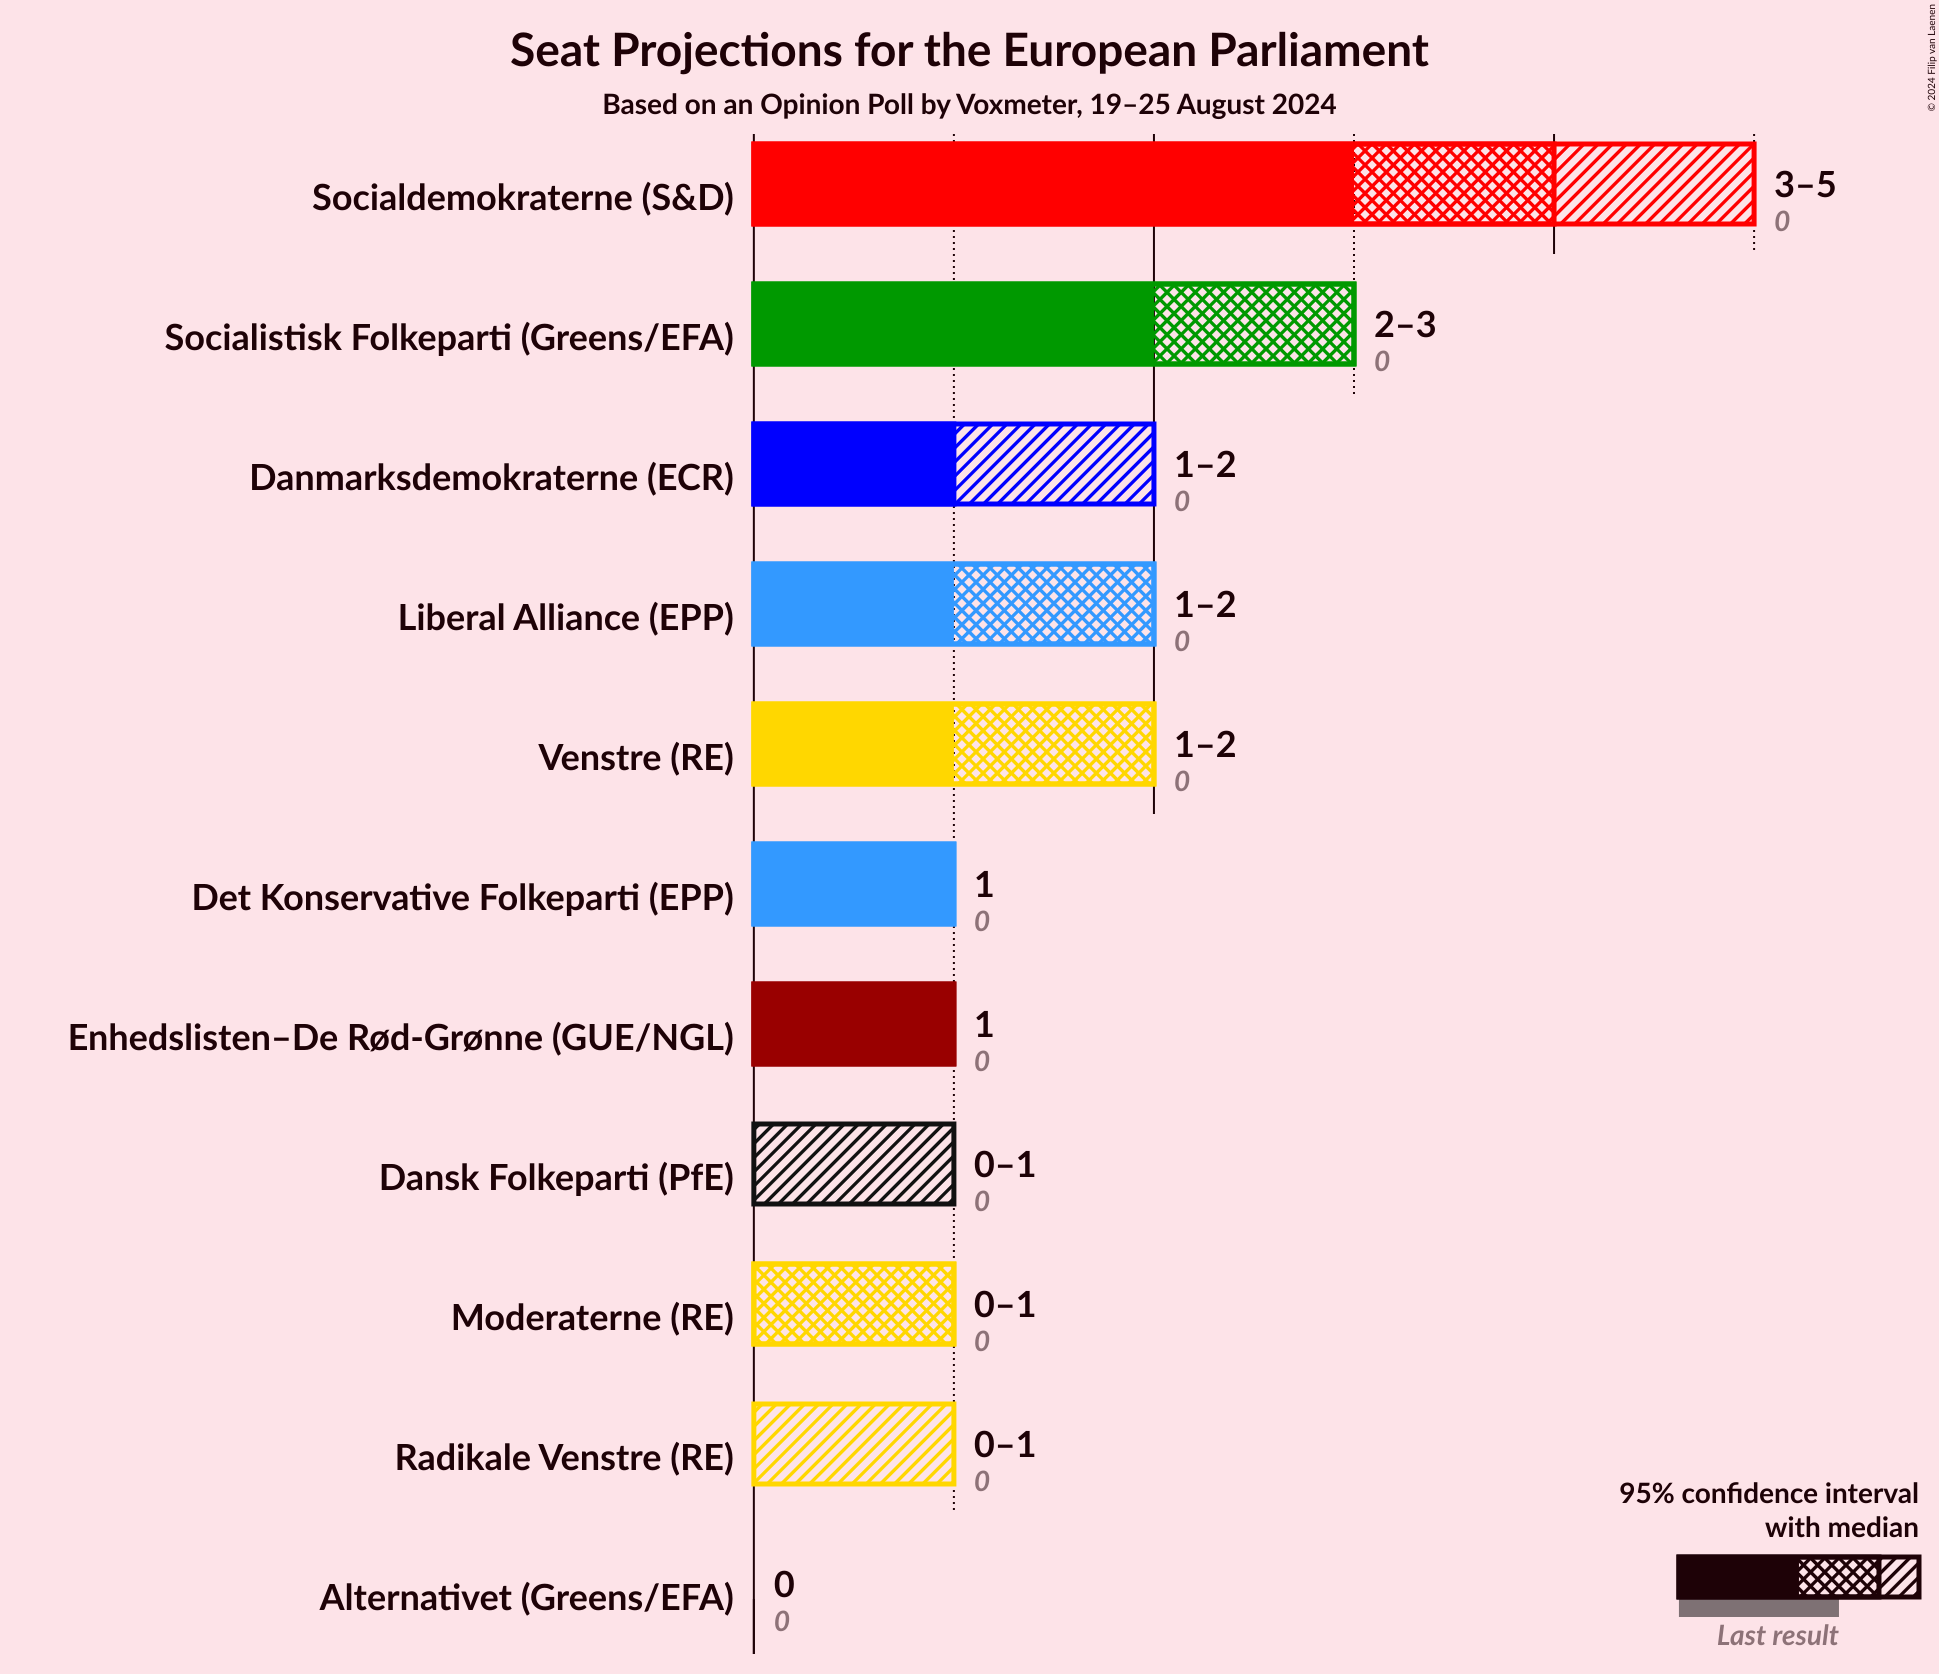 Seat Projections for the European Parliament
Based on an Opinion Poll by Voxmeter, 19–25 August 2024
© 2024 Filip van Laenen
Socialdemokraterne (S&D)
3–5
0
Socialistisk Folkeparti (Greens/EFA)
2–3
0
Danmarksdemokraterne (ECR)
1–2
0
Liberal Alliance (EPP)
1–2
0
Venstre (RE)
1–2
0
Det Konservative Folkeparti (EPP)
1
0
Enhedslisten–De Rød-Grønne (GUE/NGL)
1
0
Dansk Folkeparti (PfE)
0–1
0
Moderaterne (RE)
0–1
0
Radikale Venstre (RE)
0–1
0
Alternativet (Greens/EFA)
0
0
95% confidence interval
with median
Last result